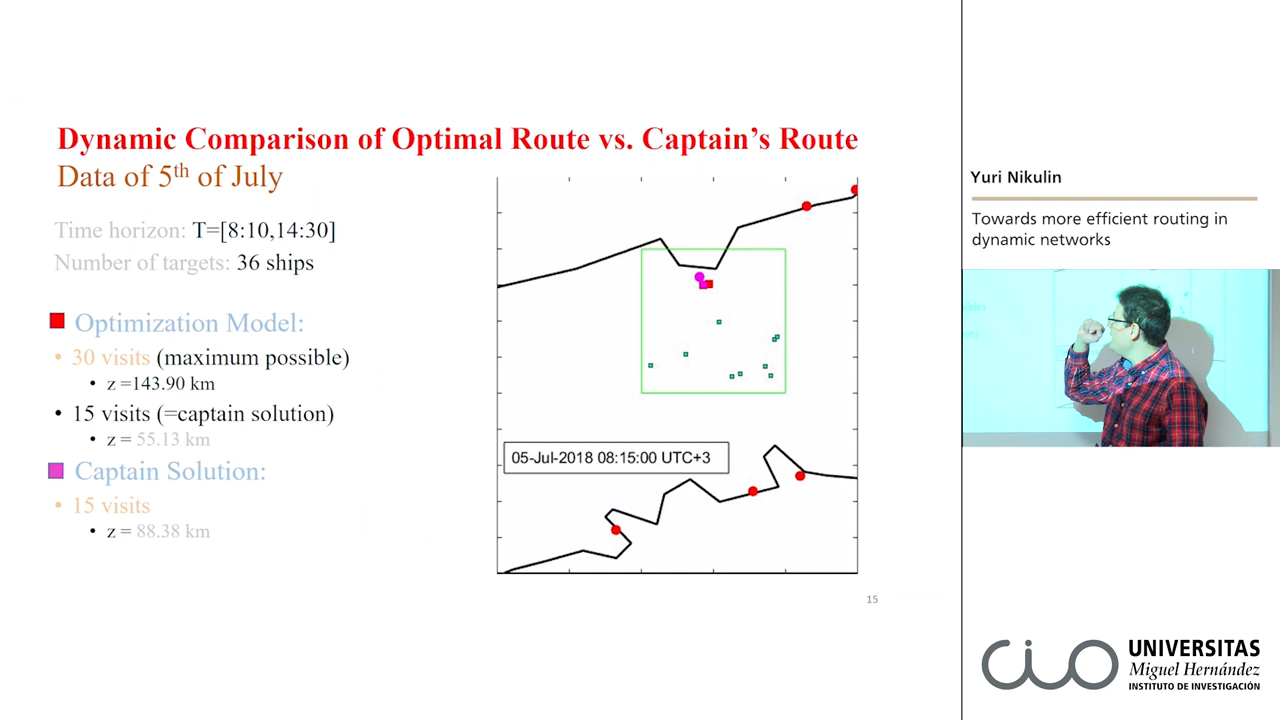 Dynamic Comparison of Optimal Route vs. Captain's Route
Data of 5th of July
Time horizon: T=[8:10,14:30]
Number of targets: 36 ships
Optimization Model:
• 30 visits (maximum possible)
• z =143.90 km
• 15 visits (=captain solution)
• z = 55.13 km
Captain Solution:
• 15 visits
• z = 88.38 km
05-Jul-2018 08:15:00 UTC+3
15
Yuri Nikulin
Towards more efficient routing in
dynamic networks
cio
UNIVERSITAS
Miguel Hernández
INSTITUTO DE INVESTIGACIÓN